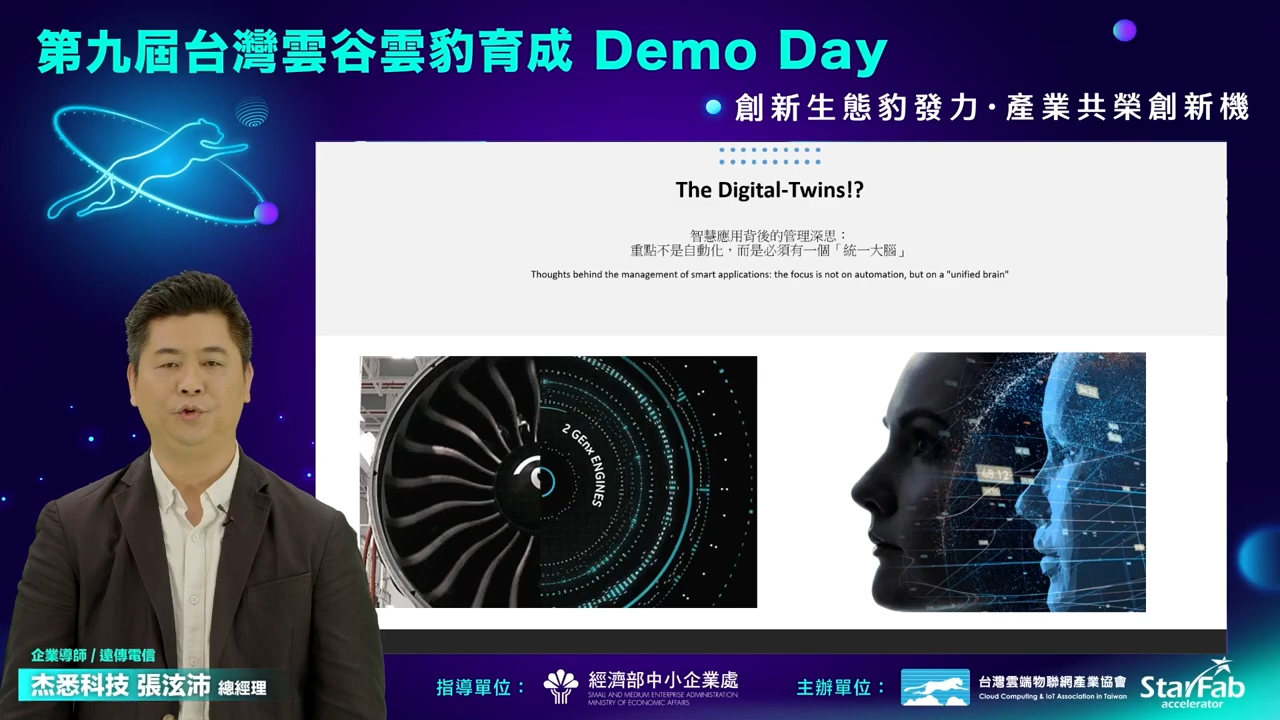 第九屆台灣雲谷雲豹育成 Demo Day
創新生態豹發力·產業共榮創新機
The Digital-Twins!?
智慧應用背後的管理深思：
重點不是自動化，而是必須有一個「統一大腦」
Thoughts behind the management of smart applications: the focus is not on automation, but on a "unified brain"
2 GEnx ENGINES
68.12
企業導師 / 遠傳電信
杰悉科技 張泫沛 總經理
指導單位：
經濟部中小企業處
SMALL AND MEDIUM ENTERPRISE ADMINISTRATION
MINISTRY OF ECONOMIC AFFAIRS
主辦單位：
台灣雲端物聯網產業協會
Cloud Computing & IoT Association in Taiwan
StarFab
accelerator